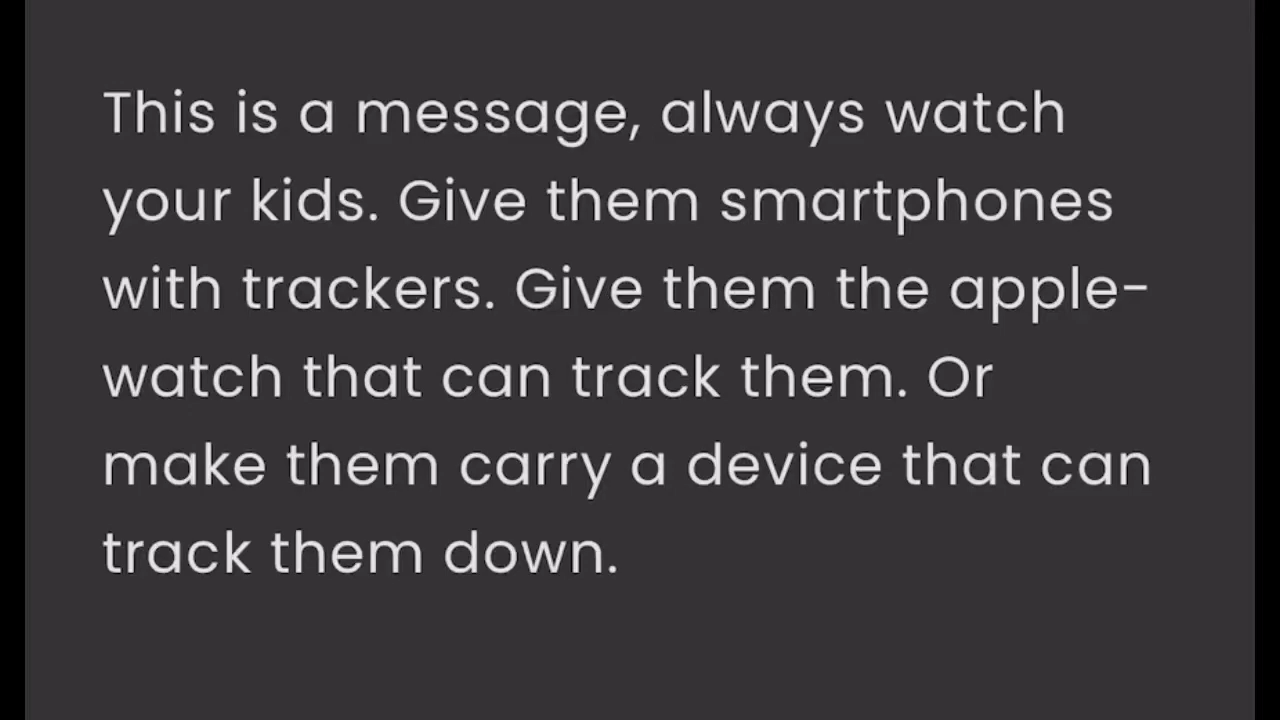 This is a message, always watch
your kids. Give them smartphones
with trackers. Give them the apple-
watch that can track them. Or
make them carry a device that can
track them down.